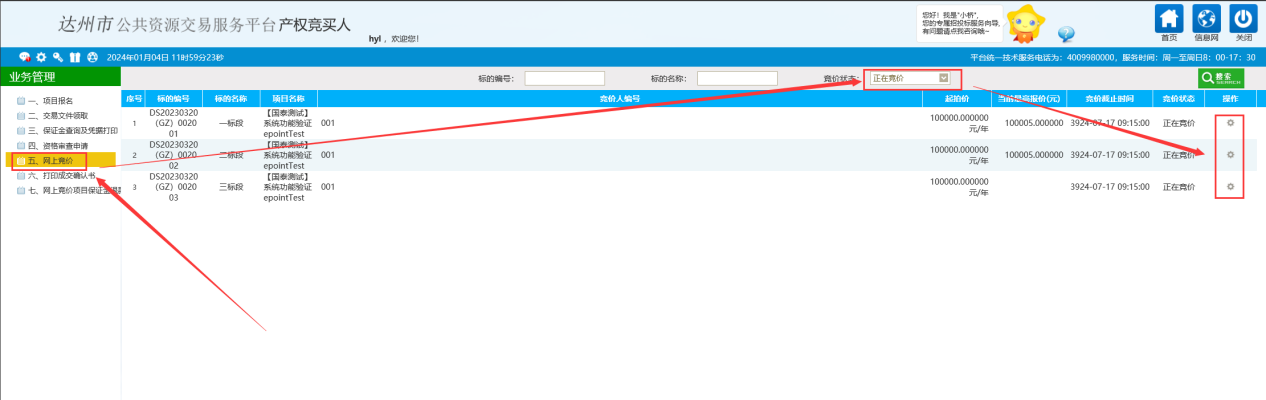 达州市公共资源交易服务平台产权竞买人
hyl ，欢迎您！
您好！我是"小桥"，
您的专属招投标服务向导，
有问题请点我咨询哦~
首页 信息网 关闭
2024年01月04日 11时59分23秒
平台统一技术服务电话为：4009980000，服务时间：周一至周日8：00-17：30
业务管理
一、项目报名
二、交易文件领取
三、保证金查询及凭据打印
四、资格审查申请
五、网上竞价
六、打印成交确认书
七、网上竞价项目保证金
标的编号： 标的名称： 竞价状态： 正在竞价 搜索
SEARCH
序号 标的编号 标的名称 项目名称 竞价人编号 起拍价 当前最高报价(元) 竞价截止时间 竞价状态 操作
1 DS20230320（GZ）002001 一标段 【国泰测试】系统功能验证epointTest 001 100000.000000元/年 100005.000000 3924-07-17 09:15:00 正在竞价
2 DS20230320（GZ）002002 二标段 【国泰测试】系统功能验证epointTest 001 100000.000000元/年 100005.000000 3924-07-17 09:15:00 正在竞价
3 DS20230320（GZ）002003 三标段 【国泰测试】系统功能验证epointTest 001 100000.000000元/年 3924-07-17 09:15:00 正在竞价